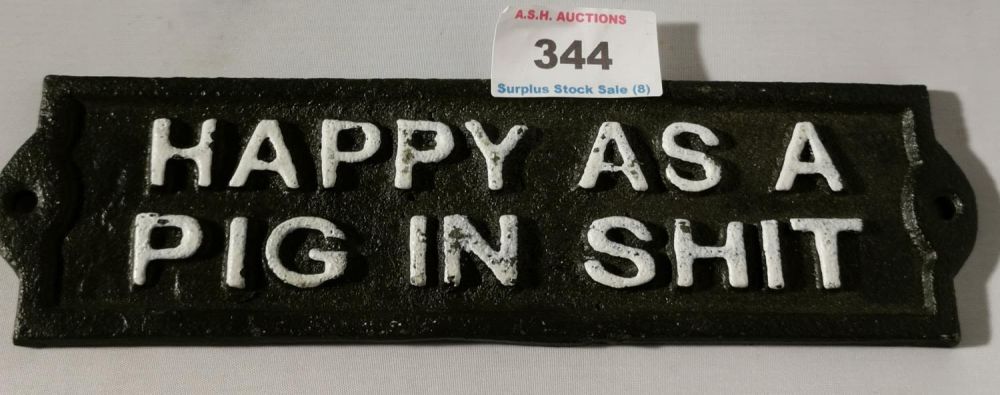 A.S.H. AUCTIONS
344
Surplus Stock Sale (8)
HAPPY AS A
PIG IN SHIT